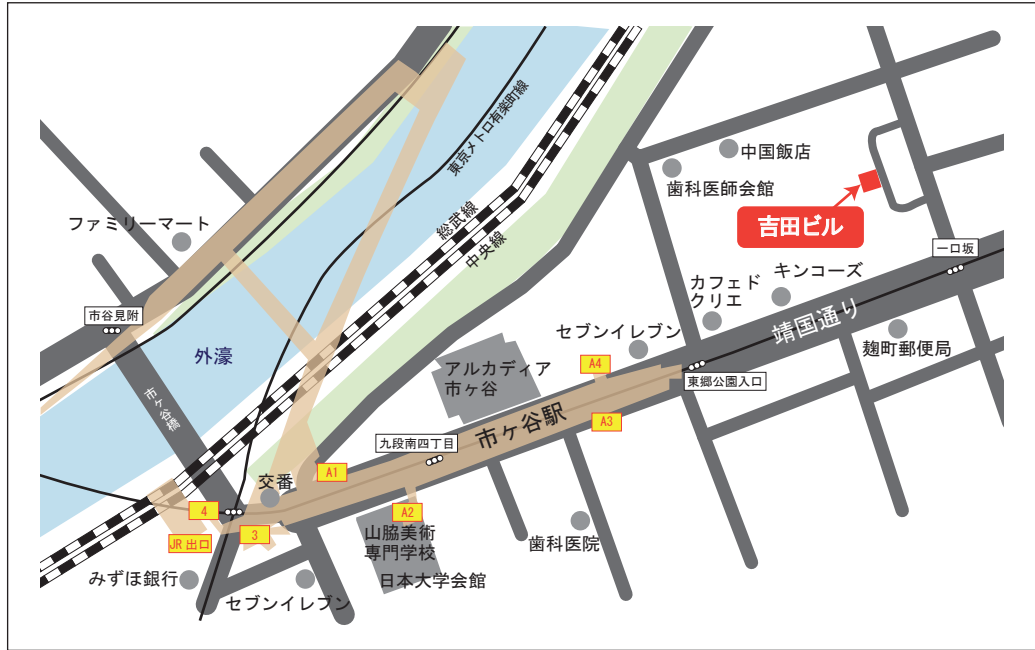 東京メトロ有楽町線
総武線
中央線
中国飯店
歯科医師会館
吉田ビル
ファミリーマート
市谷見附
外濠
市ヶ谷橋
一口坂
キンコーズ
カフェド
クリエ
靖国通り
麹町郵便局
セブンイレブン
アルカディア
市ヶ谷
A4
東郷公園入口
市ヶ谷駅
A3
九段南四丁目
A1
交番
4
3
A2
JR 出口
山脇美術
専門学校
日本大学会館
歯科医院
みずほ銀行
セブンイレブン